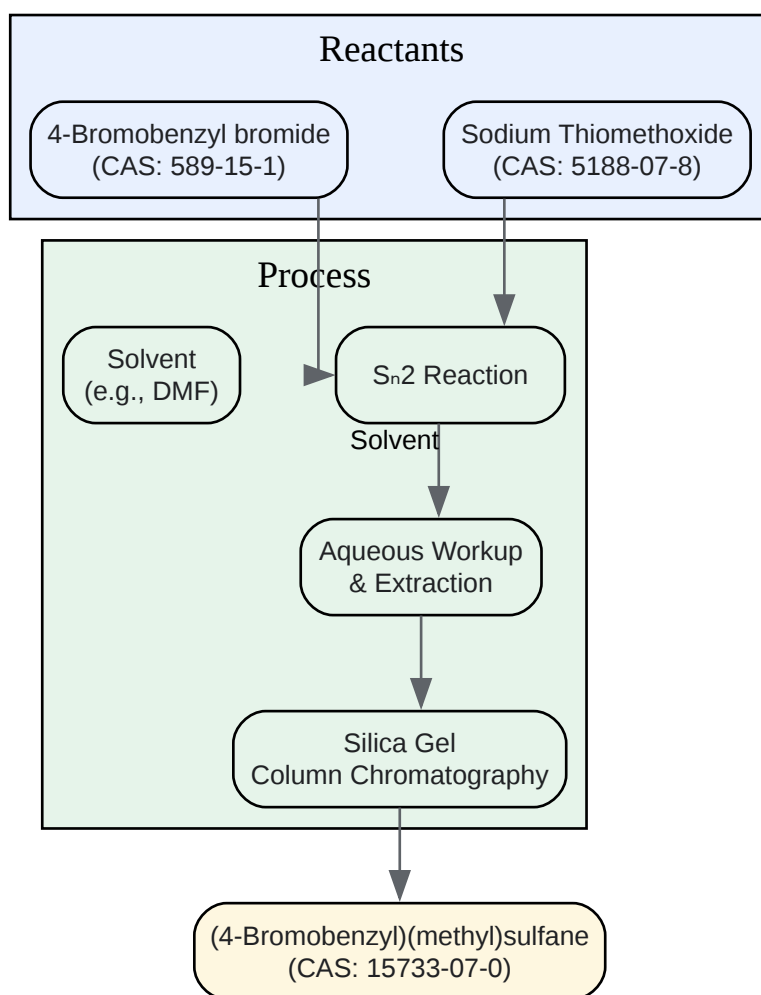 Reactants
4-Bromobenzyl bromide
(CAS: 589-15-1)
Sodium Thiomethoxide
(CAS: 5188-07-8)
Process
Solvent
(e.g., DMF)
Sₙ2 Reaction
Solvent
Aqueous Workup
& Extraction
Silica Gel
Column Chromatography
(4-Bromobenzyl)(methyl)sulfane
(CAS: 15733-07-0)